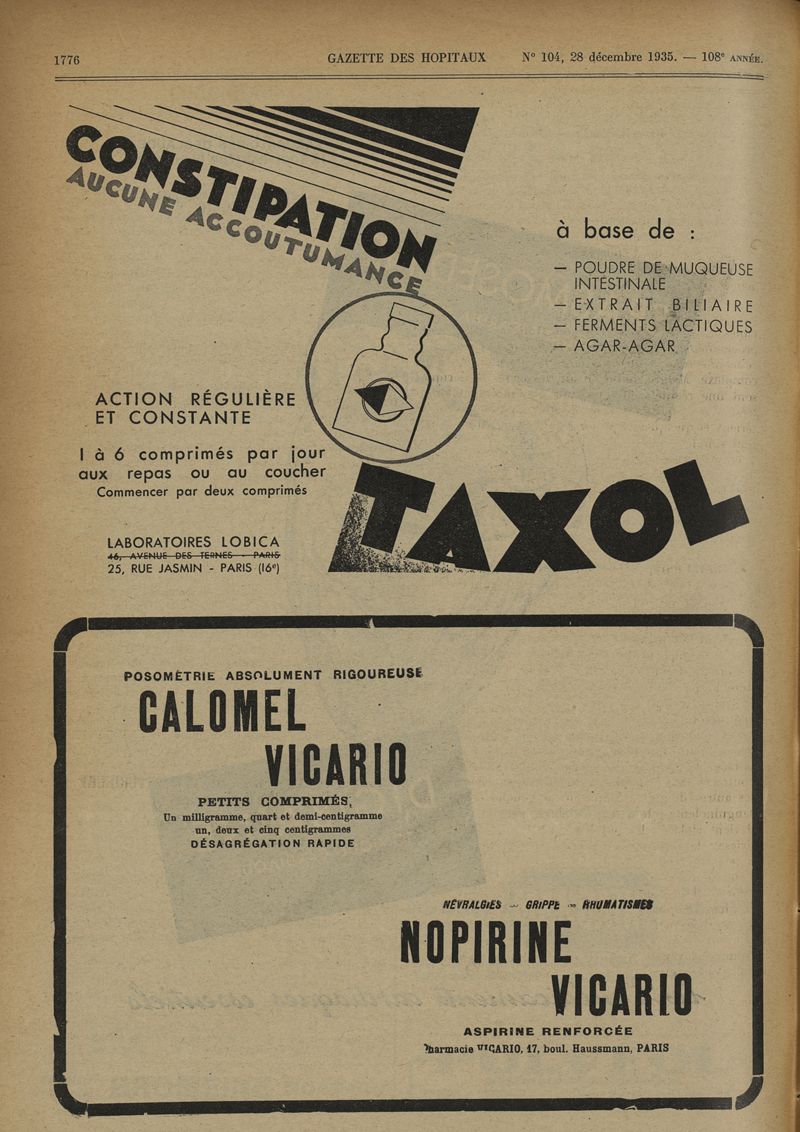 1776
GAZETTE DES HOPITAUX N° 104, 28 décembre 1935. — 108e ANNÉE.
CONSTIPATION
AUCUNE ACCOUTUMANCE
à base de :
— POUDRE DE MUQUEUSE
INTESTINALE
— EXTRAIT BILIAIRE
— FERMENTS LACTIQUES
— AGAR-AGAR
ACTION RÉGULIÈRE
ET CONSTANTE
1 à 6 comprimés par jour
aux repas ou au coucher
Commencer par deux comprimés
TAXOL
LABORATOIRES LOBICA
46, AVENUE DES TERNES - PARIS
25, RUE JASMIN - PARIS (16e)
POSOMÉTRIE ABSOLUMENT RIGOUREUSE
CALOMEL
VICARIO
PETITS COMPRIMÉS,
Un milligramme, quart et demi-centigramme
un, deux et cinq centigrammes
DÉSAGRÉGATION RAPIDE
NÉVRALGIES — GRIPPE — RHUMATISMES
NOPIRINE
VICARIO
ASPIRINE RENFORCÉE
Pharmacie VICARIO, 17, boul. Haussmann, PARIS